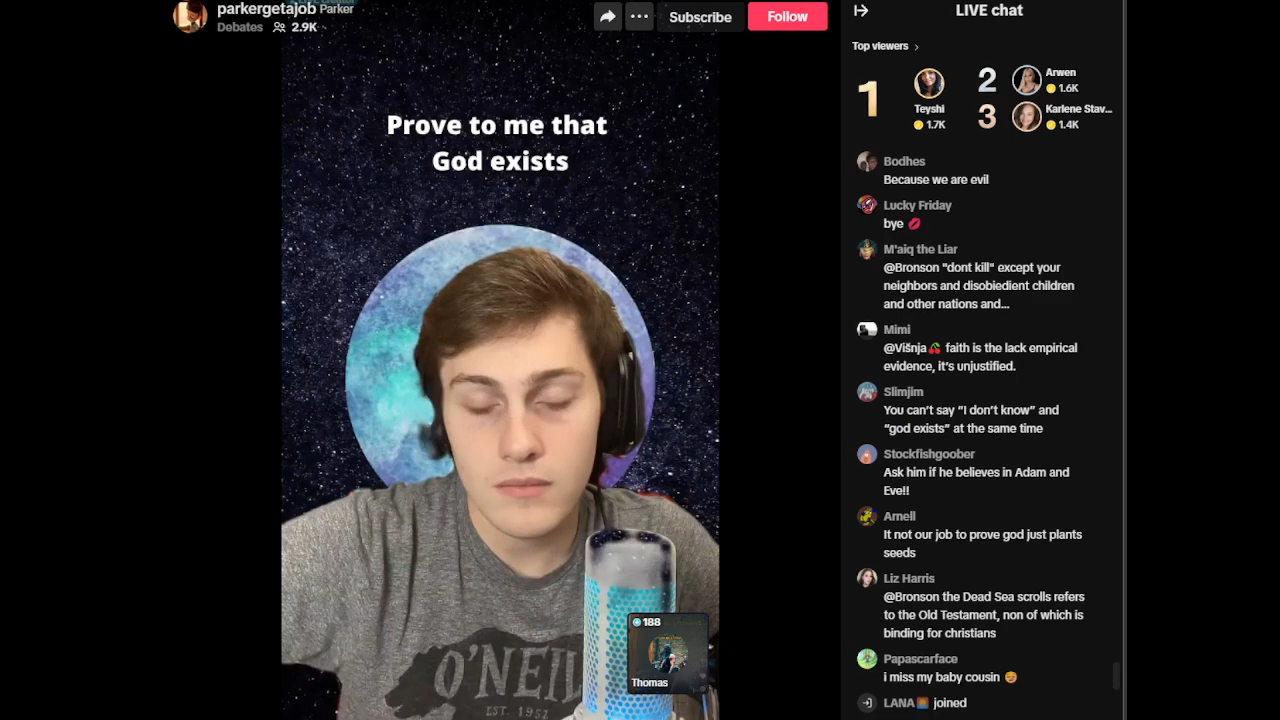 parkergetajob Parker
Debates 2.9K
Subscribe
Follow
Prove to me that
God exists
O'NEIL
EST. 1952
188
Thomas
LIVE chat
Top viewers
1
Teyshi
1.7K
2
Arwen
1.6K
3
Karlene Stav...
1.4K
Bodhes
Because we are evil
Lucky Friday
bye 💋
M'aiq the Liar
@Bronson "dont kill" except your
neighbors and disobiedient children
and other nations and...
Mimi
@Višnja🍒 faith is the lack empirical
evidence, it's unjustified.
Slimjim
You can't say “I don't know” and
“god exists” at the same time
Stockfishgoober
Ask him if he believes in Adam and
Eve!!
Arnell
It not our job to prove god just plants
seeds
Liz Harris
@Bronson the Dead Sea scrolls refers
to the Old Testament, non of which is
binding for christians
Papascarface
i miss my baby cousin
LANA joined